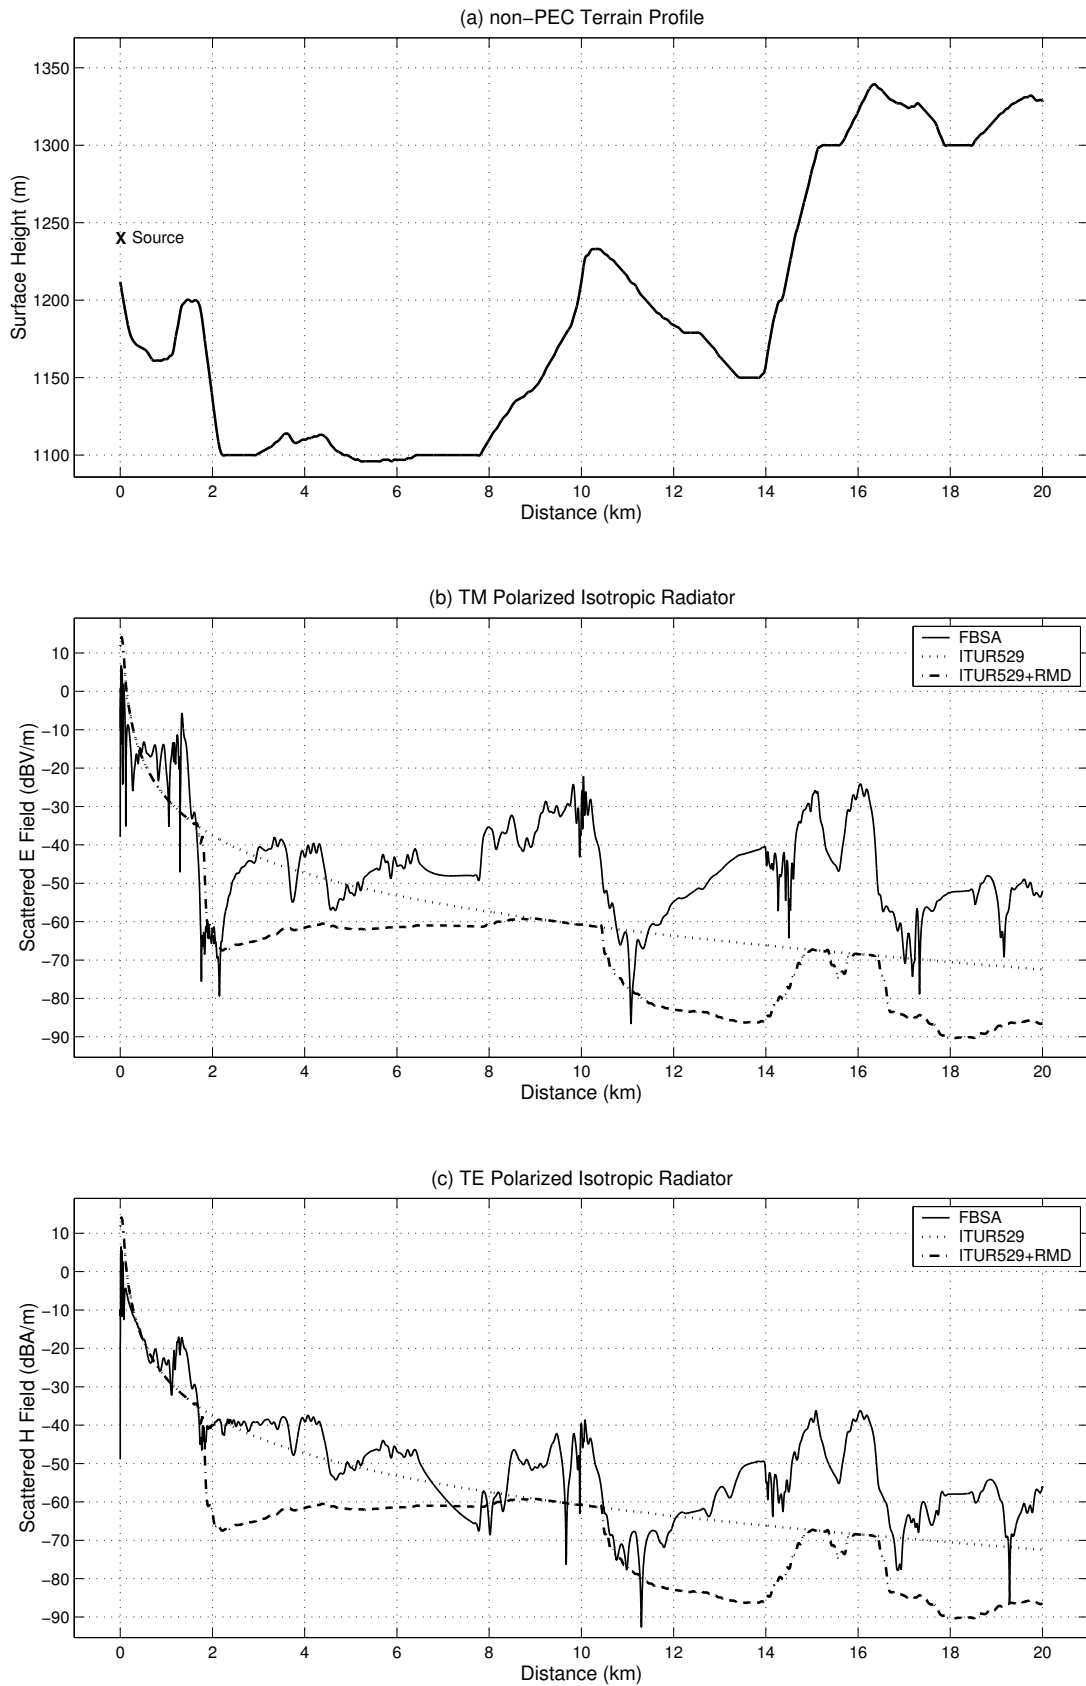 (a) non−PEC Terrain Profile
1350
1300
1250
1200
1150
1100
Surface Height (m)
X Source
0 2 4 6 8 10 12 14 16 18 20
Distance (km)
(b) TM Polarized Isotropic Radiator
10
0
−10
−20
−30
−40
−50
−60
−70
−80
−90
Scattered E Field (dBV/m)
FBSA
ITUR529
ITUR529+RMD
0 2 4 6 8 10 12 14 16 18 20
Distance (km)
(c) TE Polarized Isotropic Radiator
10
0
−10
−20
−30
−40
−50
−60
−70
−80
−90
Scattered H Field (dBA/m)
FBSA
ITUR529
ITUR529+RMD
0 2 4 6 8 10 12 14 16 18 20
Distance (km)